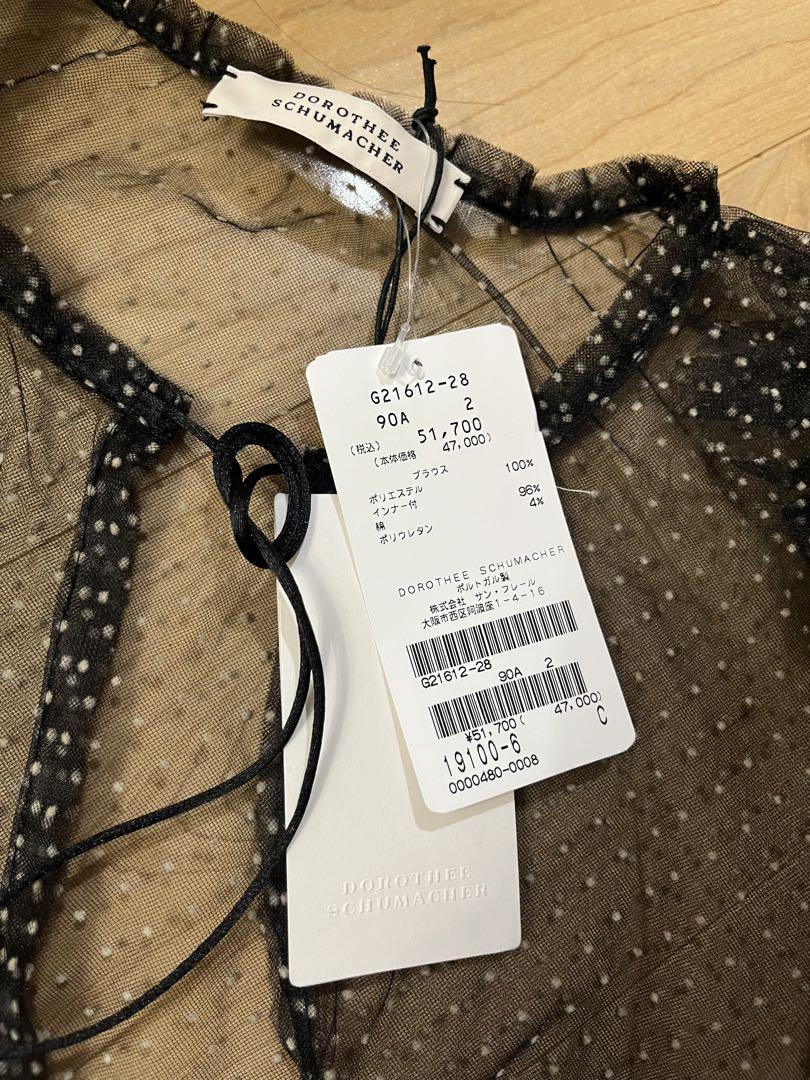 DOROTHEE
SCHUMACHER
G21612-28
90A 2
(税込) 51,700
(本体価格 47,000)
ブラウス
ポリエステル 100%
インナー付
綿 96%
ポリウレタン 4%
DOROTHEE SCHUMACHER
ポルトガル製
株式会社 サン・フレール
大阪市西区阿波座1-4-16
G21612-28
90A 2
¥51,700( 47,000)
19100-6 C
0000480-0008
DOROTHEE
SCHUMACHER